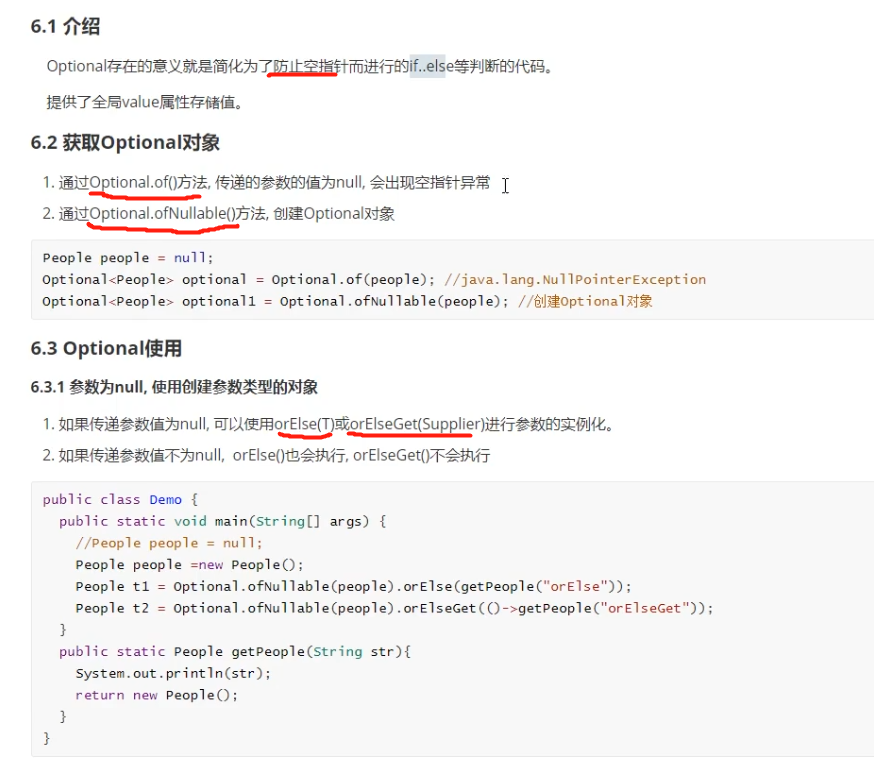 6.1 介绍
Optional存在的意义就是简化为了防止空指针而进行的if..else等判断的代码。
提供了全局value属性存储值。
6.2 获取Optional对象
1. 通过Optional.of()方法, 传递的参数的值为null, 会出现空指针异常
2. 通过Optional.ofNullable()方法, 创建Optional对象
People people = null;
Optional<People> optional = Optional.of(people); //java.lang.NullPointerException
Optional<People> optional1 = Optional.ofNullable(people); //创建Optional对象
6.3 Optional使用
6.3.1 参数为null, 使用创建参数类型的对象
1. 如果传递参数值为null, 可以使用orElse(T)或orElseGet(Supplier)进行参数的实例化。
2. 如果传递参数值不为null, orElse()也会执行, orElseGet()不会执行
public class Demo {
  public static void main(String[] args) {
    //People people = null;
    People people =new People();
    People t1 = Optional.ofNullable(people).orElse(getPeople("orElse"));
    People t2 = Optional.ofNullable(people).orElseGet(()->getPeople("orElseGet"));
  }
  public static People getPeople(String str){
    System.out.println(str);
    return new People();
  }
}